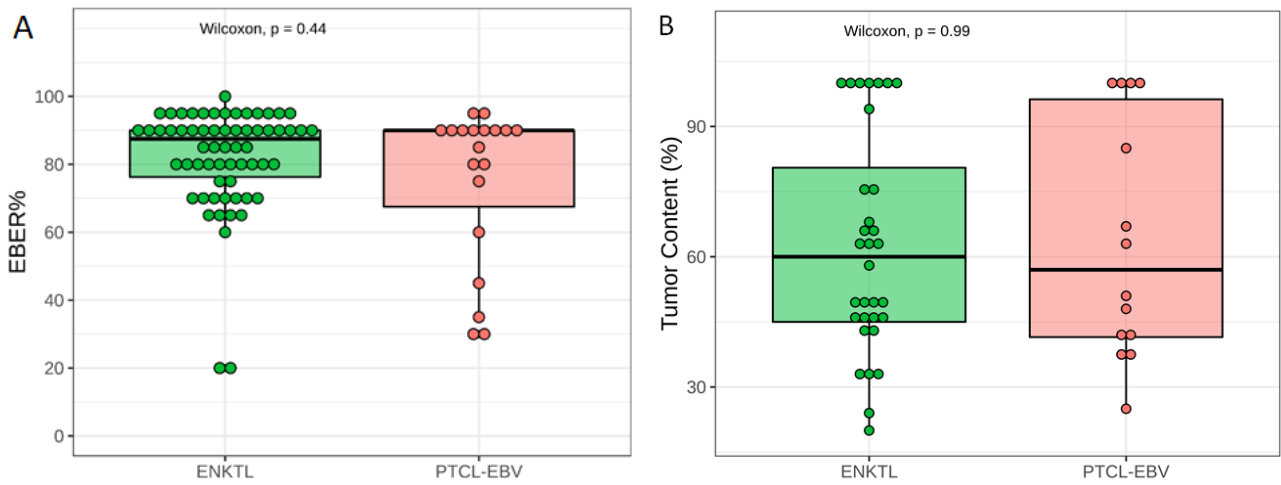 A
Wilcoxon, p = 0.44
EBER%
100
80
60
40
20
0
ENKTL
PTCL-EBV
B
Wilcoxon, p = 0.99
Tumor Content (%)
90
60
30
ENKTL
PTCL-EBV